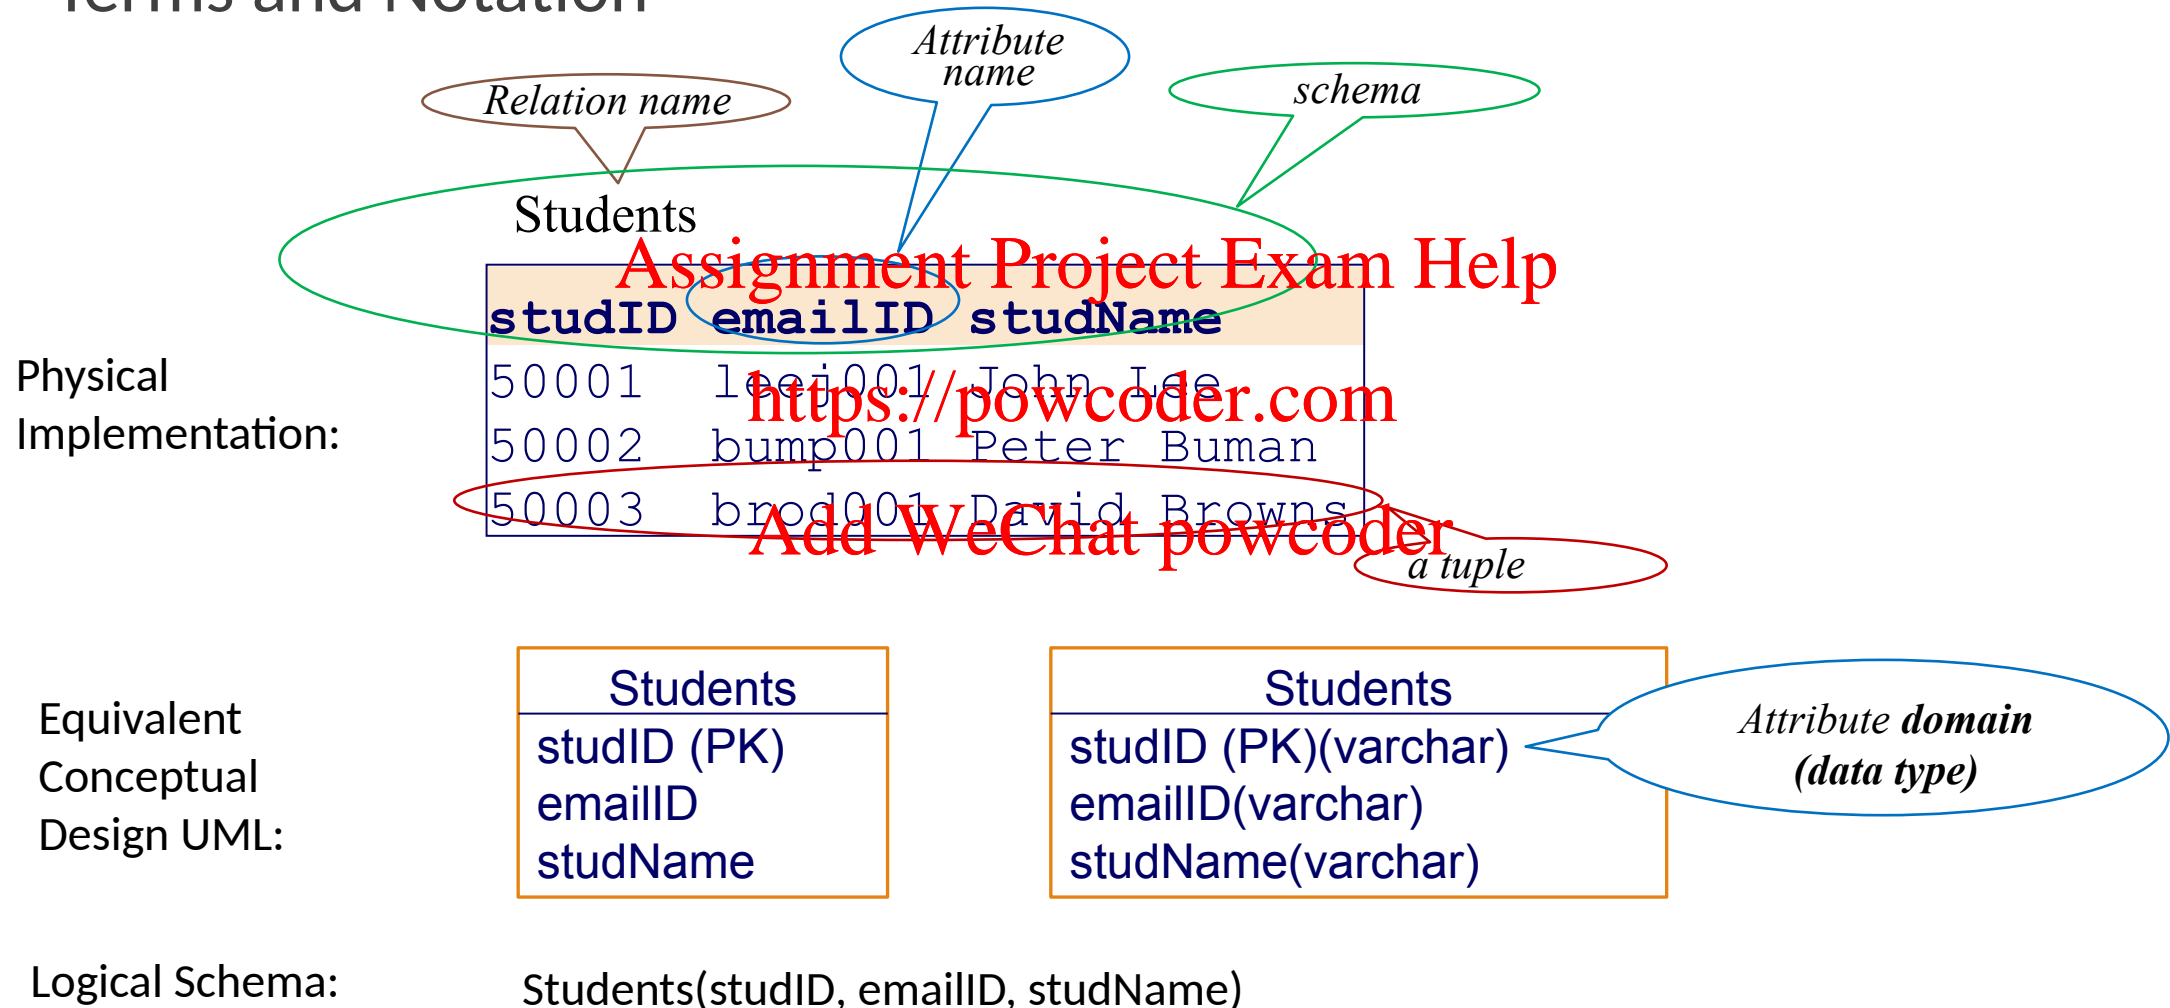 Terms and Notation
Attribute
name
Relation name
schema
Students
Assignment Project Exam Help
studID emailID studName
50001 leej001 John Lee
https://powcoder.com
50002 bump001 Peter Buman
50003 brod001 David Browns
Add WeChat powcoder
a tuple
Physical
Implementation:
Equivalent
Conceptual
Design UML:
Students
studID (PK)
emailID
studName
Students
studID (PK)(varchar)
emailID(varchar)
studName(varchar)
Attribute domain
(data type)
Logical Schema:
Students(studID, emailID, studName)